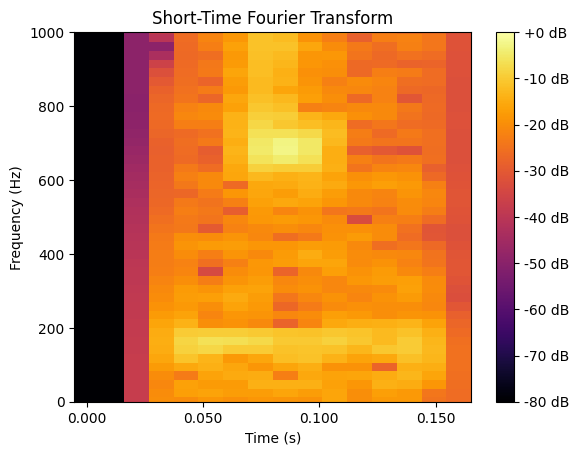 Short-Time Fourier Transform
1000
800
600
400
200
0
Frequency (Hz)
0.000
0.050
0.100
0.150
Time (s)
+0 dB
-10 dB
-20 dB
-30 dB
-40 dB
-50 dB
-60 dB
-70 dB
-80 dB